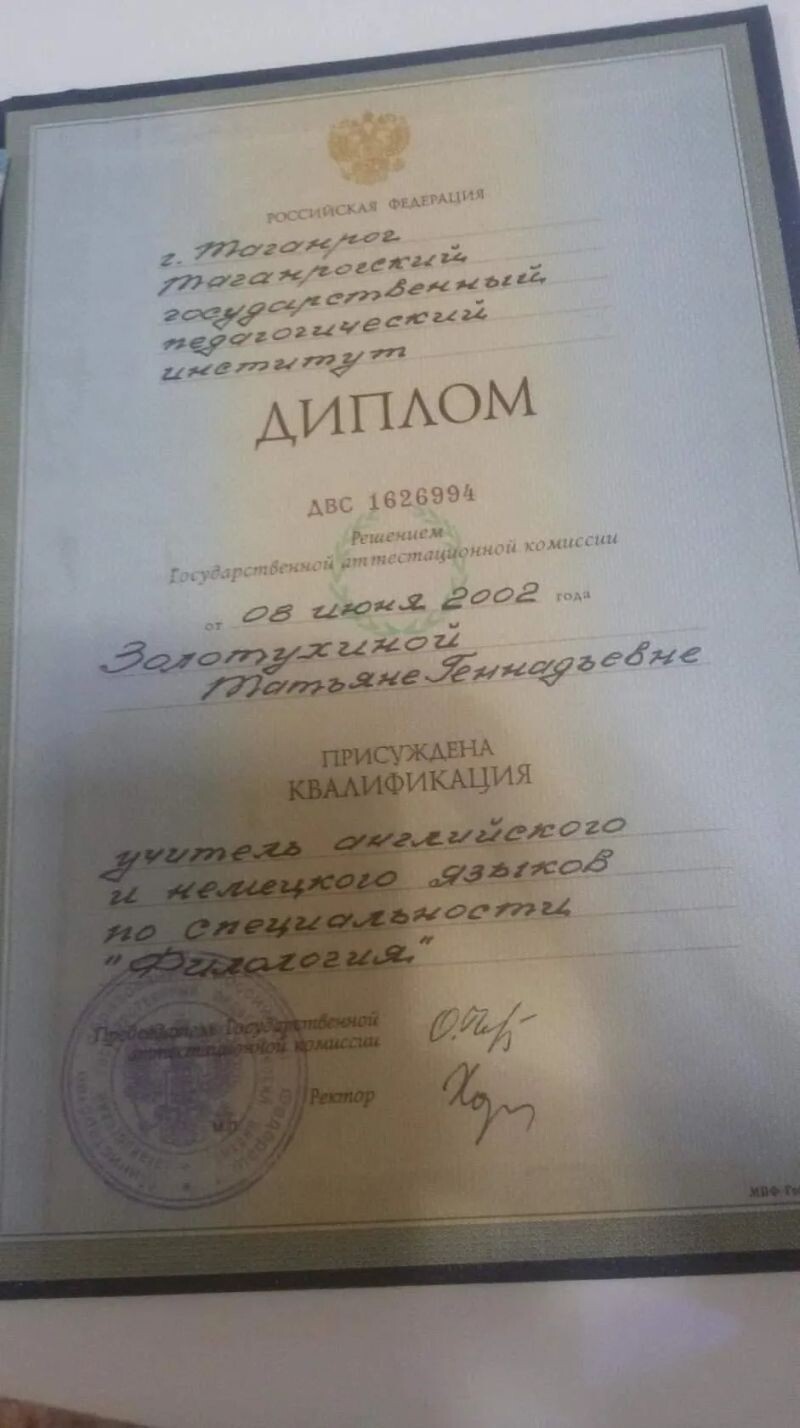 РОССИЙСКАЯ ФЕДЕРАЦИЯ
г. Таганрог
Таганрогский
государственный
педагогический
институт
ДИПЛОМ
ДВС 1626994
Решением
Государственной аттестационной комиссии
от 08 июня 2002 года
Золотухиной
Татьяне Геннадьевне
ПРИСУЖДЕНА
КВАЛИФИКАЦИЯ
учитель английского
и немецкого языков
по специальности
"Филология"
Председатель Государственной
аттестационной комиссии
Ректор
М.П.